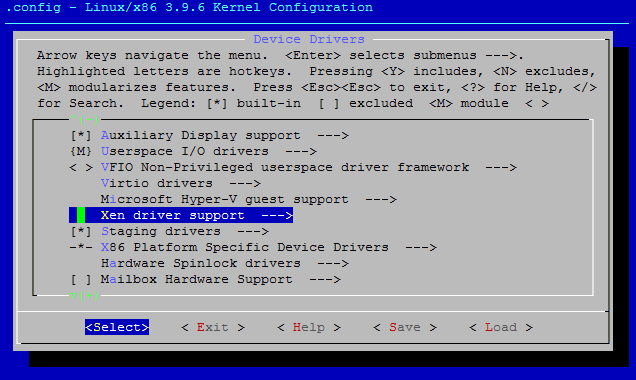 .config - Linux/x86 3.9.6 Kernel Configuration
Device Drivers
Arrow keys navigate the menu.  <Enter> selects submenus --->.
Highlighted letters are hotkeys.  Pressing <Y> includes, <N> excludes,
<M> modularizes features.  Press <Esc><Esc> to exit, <?> for Help, </>
for Search.  Legend: [*] built-in  [ ] excluded  <M> module  < >
^(-)
[*] Auxiliary Display support  --->
{M} Userspace I/O drivers  --->
< > VFIO Non-Privileged userspace driver framework  --->
Virtio drivers  --->
Microsoft Hyper-V guest support  --->
Xen driver support  --->
[*] Staging drivers  --->
-*- X86 Platform Specific Device Drivers  --->
Hardware Spinlock drivers  --->
[ ] Mailbox Hardware Support  --->
<Select>    < Exit >    < Help >    < Save >    < Load >